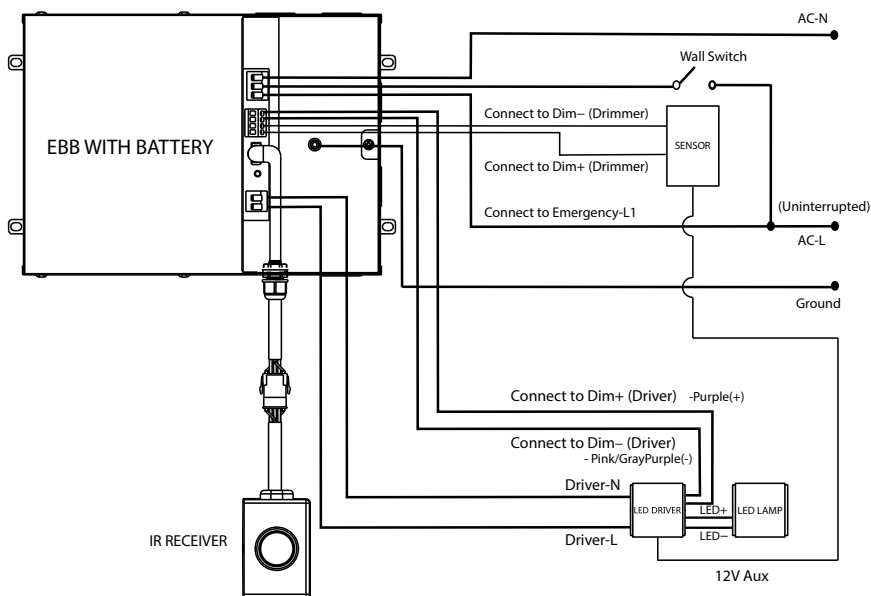 AC-N
Wall Switch
Connect to Dim− (Drimmer)
EBB WITH BATTERY
SENSOR
Connect to Dim+ (Drimmer)
Connect to Emergency-L1
(Uninterrupted)
AC-L
Ground
Connect to Dim+ (Driver) -Purple(+)
Connect to Dim− (Driver)
- Pink/GrayPurple(-)
Driver-N
LED DRIVER
LED+
LED LAMP
IR RECEIVER
Driver-L
LED−
12V Aux